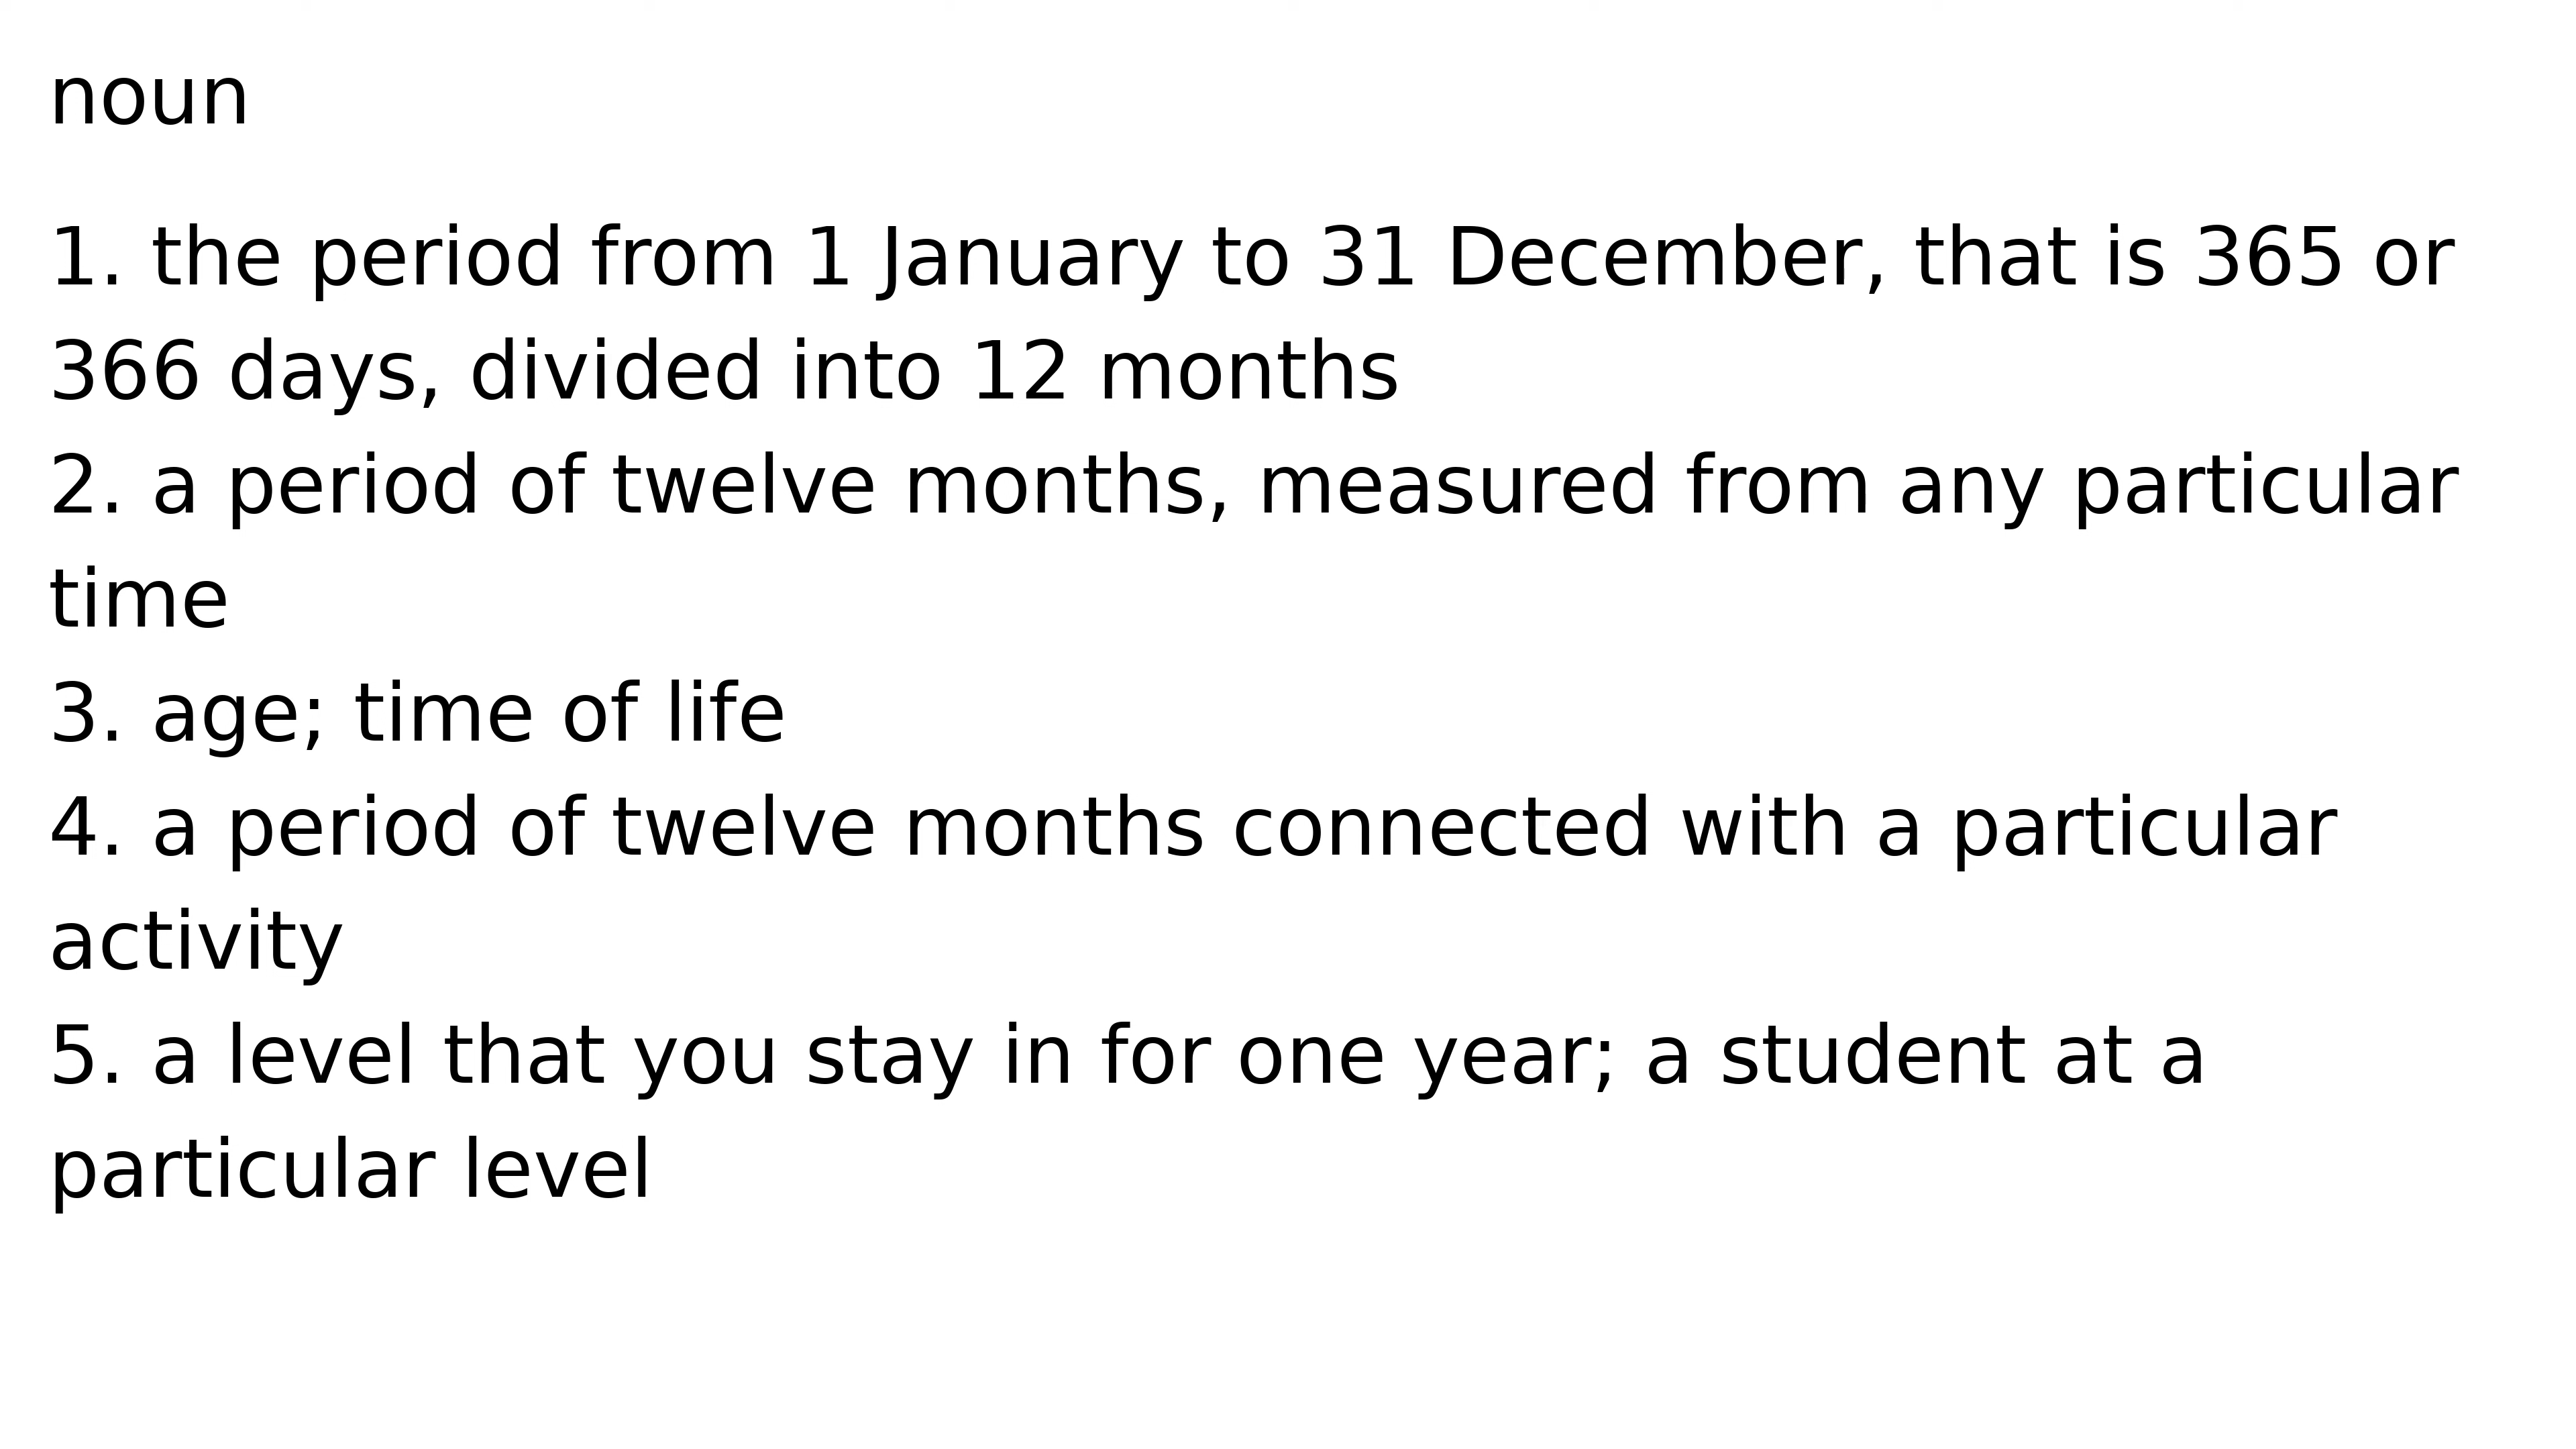 noun
1. the period from 1 January to 31 December, that is 365 or
366 days, divided into 12 months
2. a period of twelve months, measured from any particular
time
3. age; time of life
4. a period of twelve months connected with a particular
activity
5. a level that you stay in for one year; a student at a
particular level